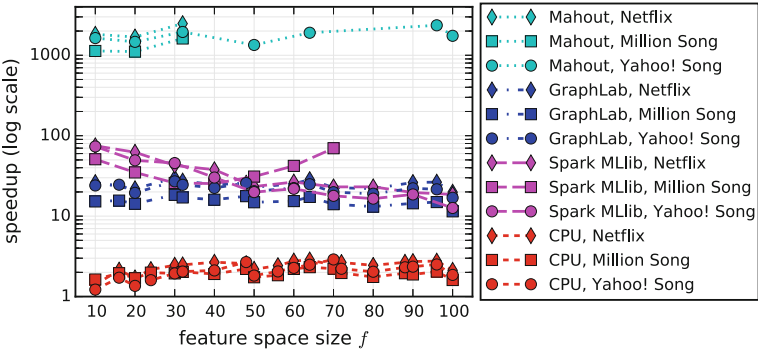 speedup (log scale)
1000
100
10
1
10 20 30 40 50 60 70 80 90 100
feature space size f
Mahout, Netflix
Mahout, Million Song
Mahout, Yahoo! Song
GraphLab, Netflix
GraphLab, Million Song
GraphLab, Yahoo! Song
Spark MLlib, Netflix
Spark MLlib, Million Song
Spark MLlib, Yahoo! Song
CPU, Netflix
CPU, Million Song
CPU, Yahoo! Song